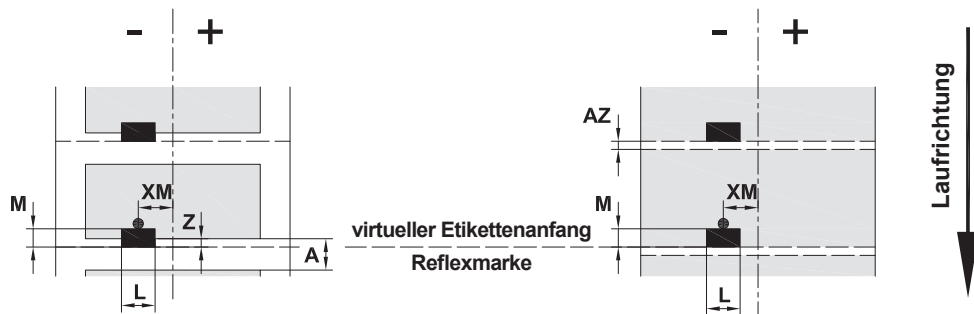 - +
- +
AZ
XM
XM
M
Z
M
virtueller Etikettenanfang
A
Reflexmarke
L
L
Laufrichtung